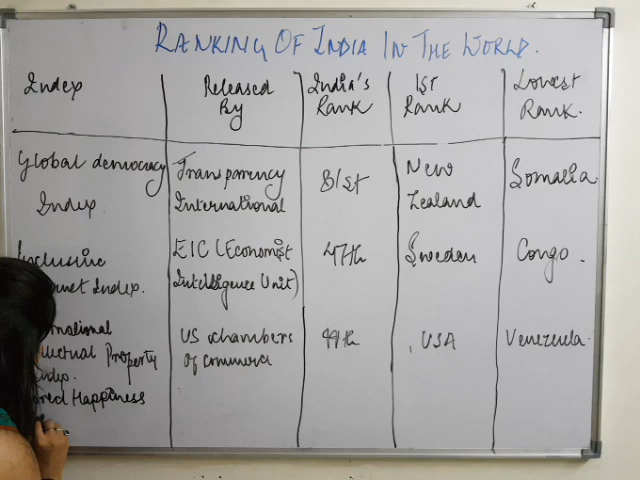 RANKING OF INDIA IN THE WORLD.
Index Released By India's Rank Ist Rank Lowest Rank.
Global democracy Index Transparency International 81st New Zealand Somalia.
Index. EIC (Economist Intelligence Unit) 47th Sweden Congo.
Property US chambers of commerce 44th USA Venezuela.
Happiness